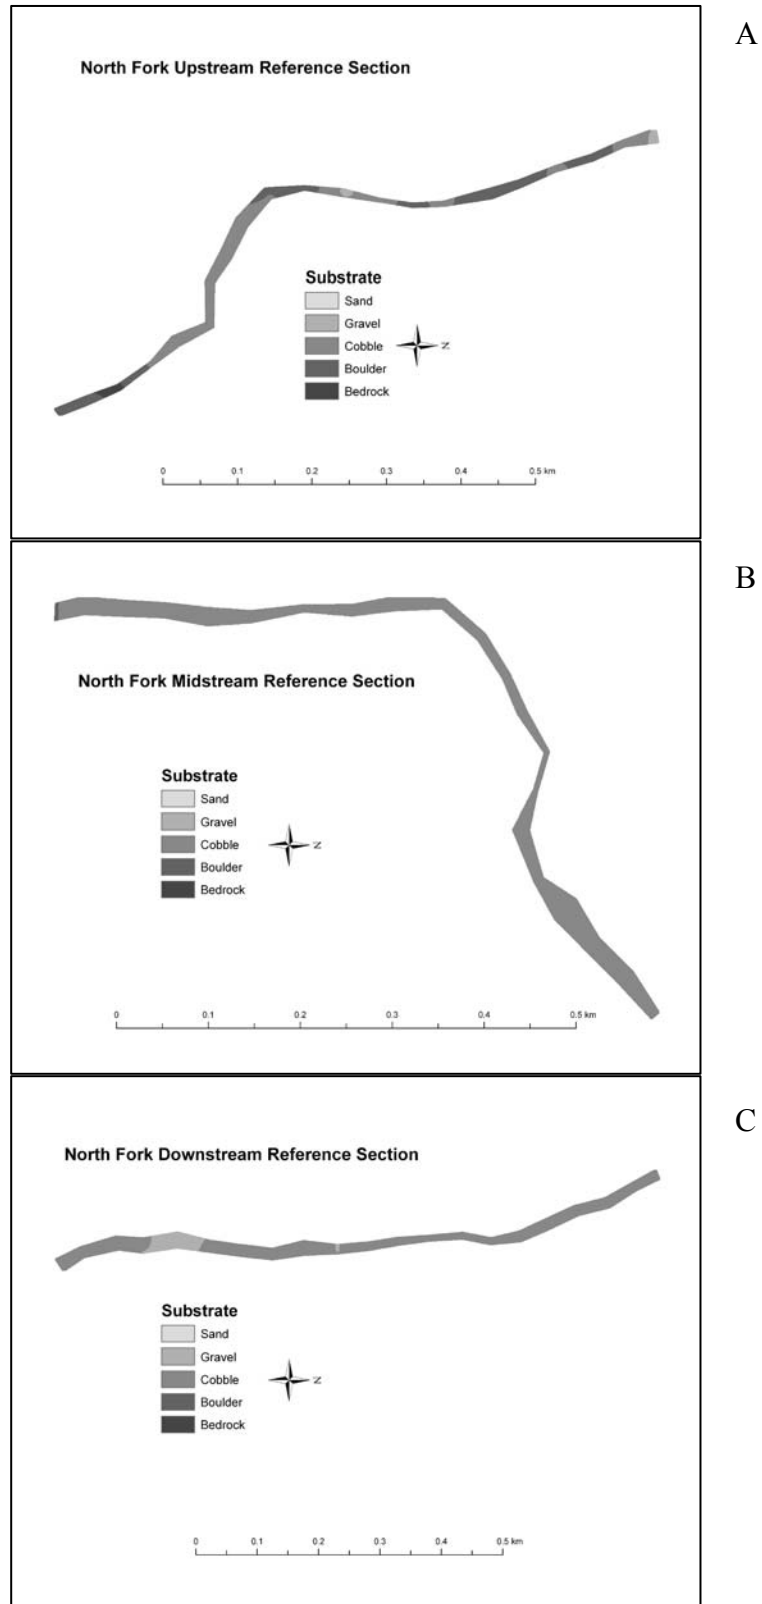 A
North Fork Upstream Reference Section
Substrate
Sand
Gravel
Cobble
Boulder
Bedrock
N
0 0.1 0.2 0.3 0.4 0.5 km
B
North Fork Midstream Reference Section
Substrate
Sand
Gravel
Cobble
Boulder
Bedrock
N
0 0.1 0.2 0.3 0.4 0.5 km
C
North Fork Downstream Reference Section
Substrate
Sand
Gravel
Cobble
Boulder
Bedrock
N
0 0.1 0.2 0.3 0.4 0.5 km